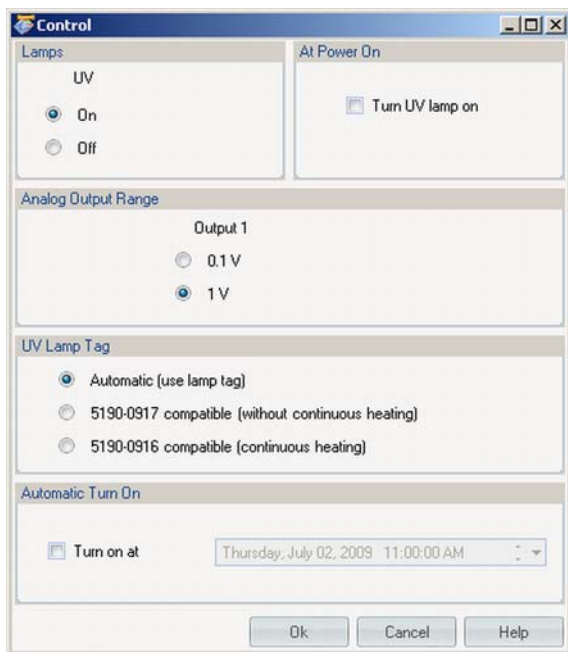 Control
Lamps
UV
On
Off
At Power On
Turn UV lamp on
Analog Output Range
Output 1
0.1 V
1 V
UV Lamp Tag
Automatic (use lamp tag)
5190-0917 compatible (without continuous heating)
5190-0916 compatible (continuous heating)
Automatic Turn On
Turn on at
Thursday, July 02, 2009 11:00:00 AM
Ok
Cancel
Help